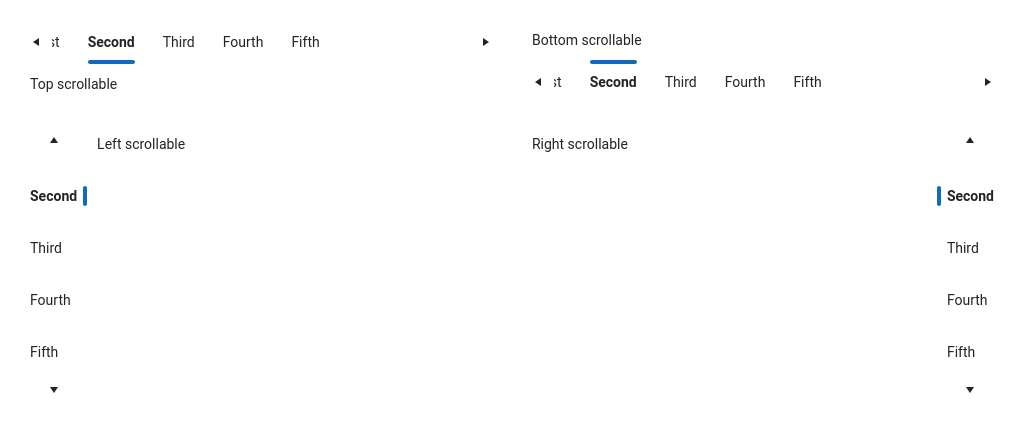 st Second Third Fourth Fifth
Top scrollable
Bottom scrollable
st Second Third Fourth Fifth
Left scrollable
Second
Third
Fourth
Fifth
Right scrollable
Second
Third
Fourth
Fifth